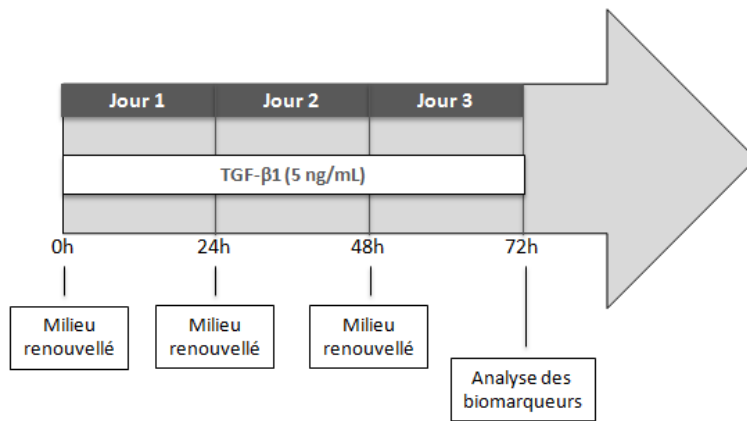 Jour 1 Jour 2 Jour 3
TGF-β1 (5 ng/mL)
0h 24h 48h 72h
Milieu
renouvellé
Milieu
renouvellé
Milieu
renouvellé
Analyse des
biomarqueurs